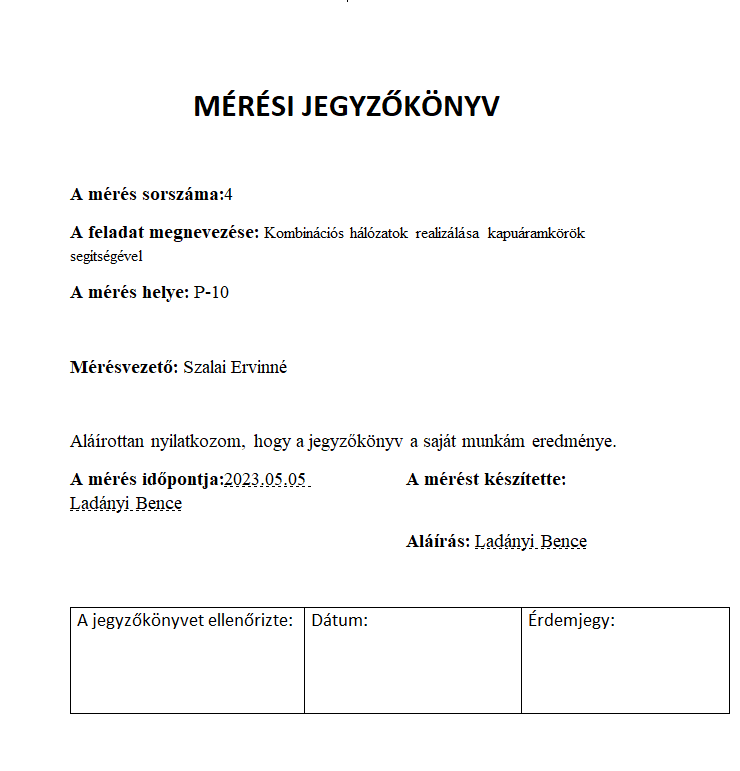 MÉRÉSI JEGYZŐKÖNYV
A mérés sorszáma:4
A feladat megnevezése: Kombinációs hálózatok realizálása kapuáramkörök
segitségével
A mérés helye: P-10
Mérésvezető: Szalai Ervinné
Aláírottan nyilatkozom, hogy a jegyzőkönyv a saját munkám eredménye.
A mérés időpontja:2023.05.05 A mérést készítette:
Ladányi Bence
Aláírás: Ladányi Bence
A jegyzőkönyvet ellenőrizte: Dátum: Érdemjegy: